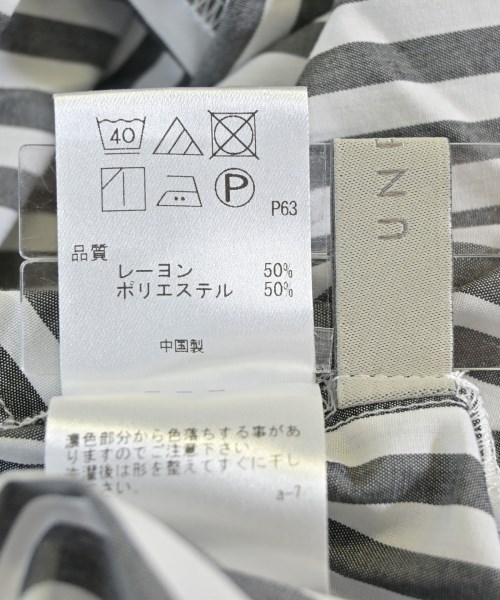 40
P
P63
品質
レーヨン 50%
ポリエステル 50%
中国製
UN
濃色部分から色落ちする事があ
りますのでご注意下さい。
洗濯後は形を整えてすぐに干し
さい。
a-7